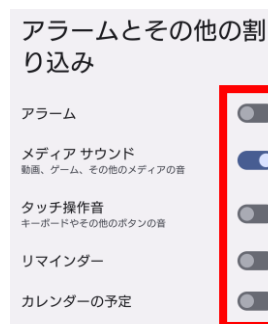 アラームとその他の割
り込み
アラーム
メディア サウンド
動画、ゲーム、その他のメディアの音
タッチ操作音
キーボードやその他のボタンの音
リマインダー
カレンダーの予定